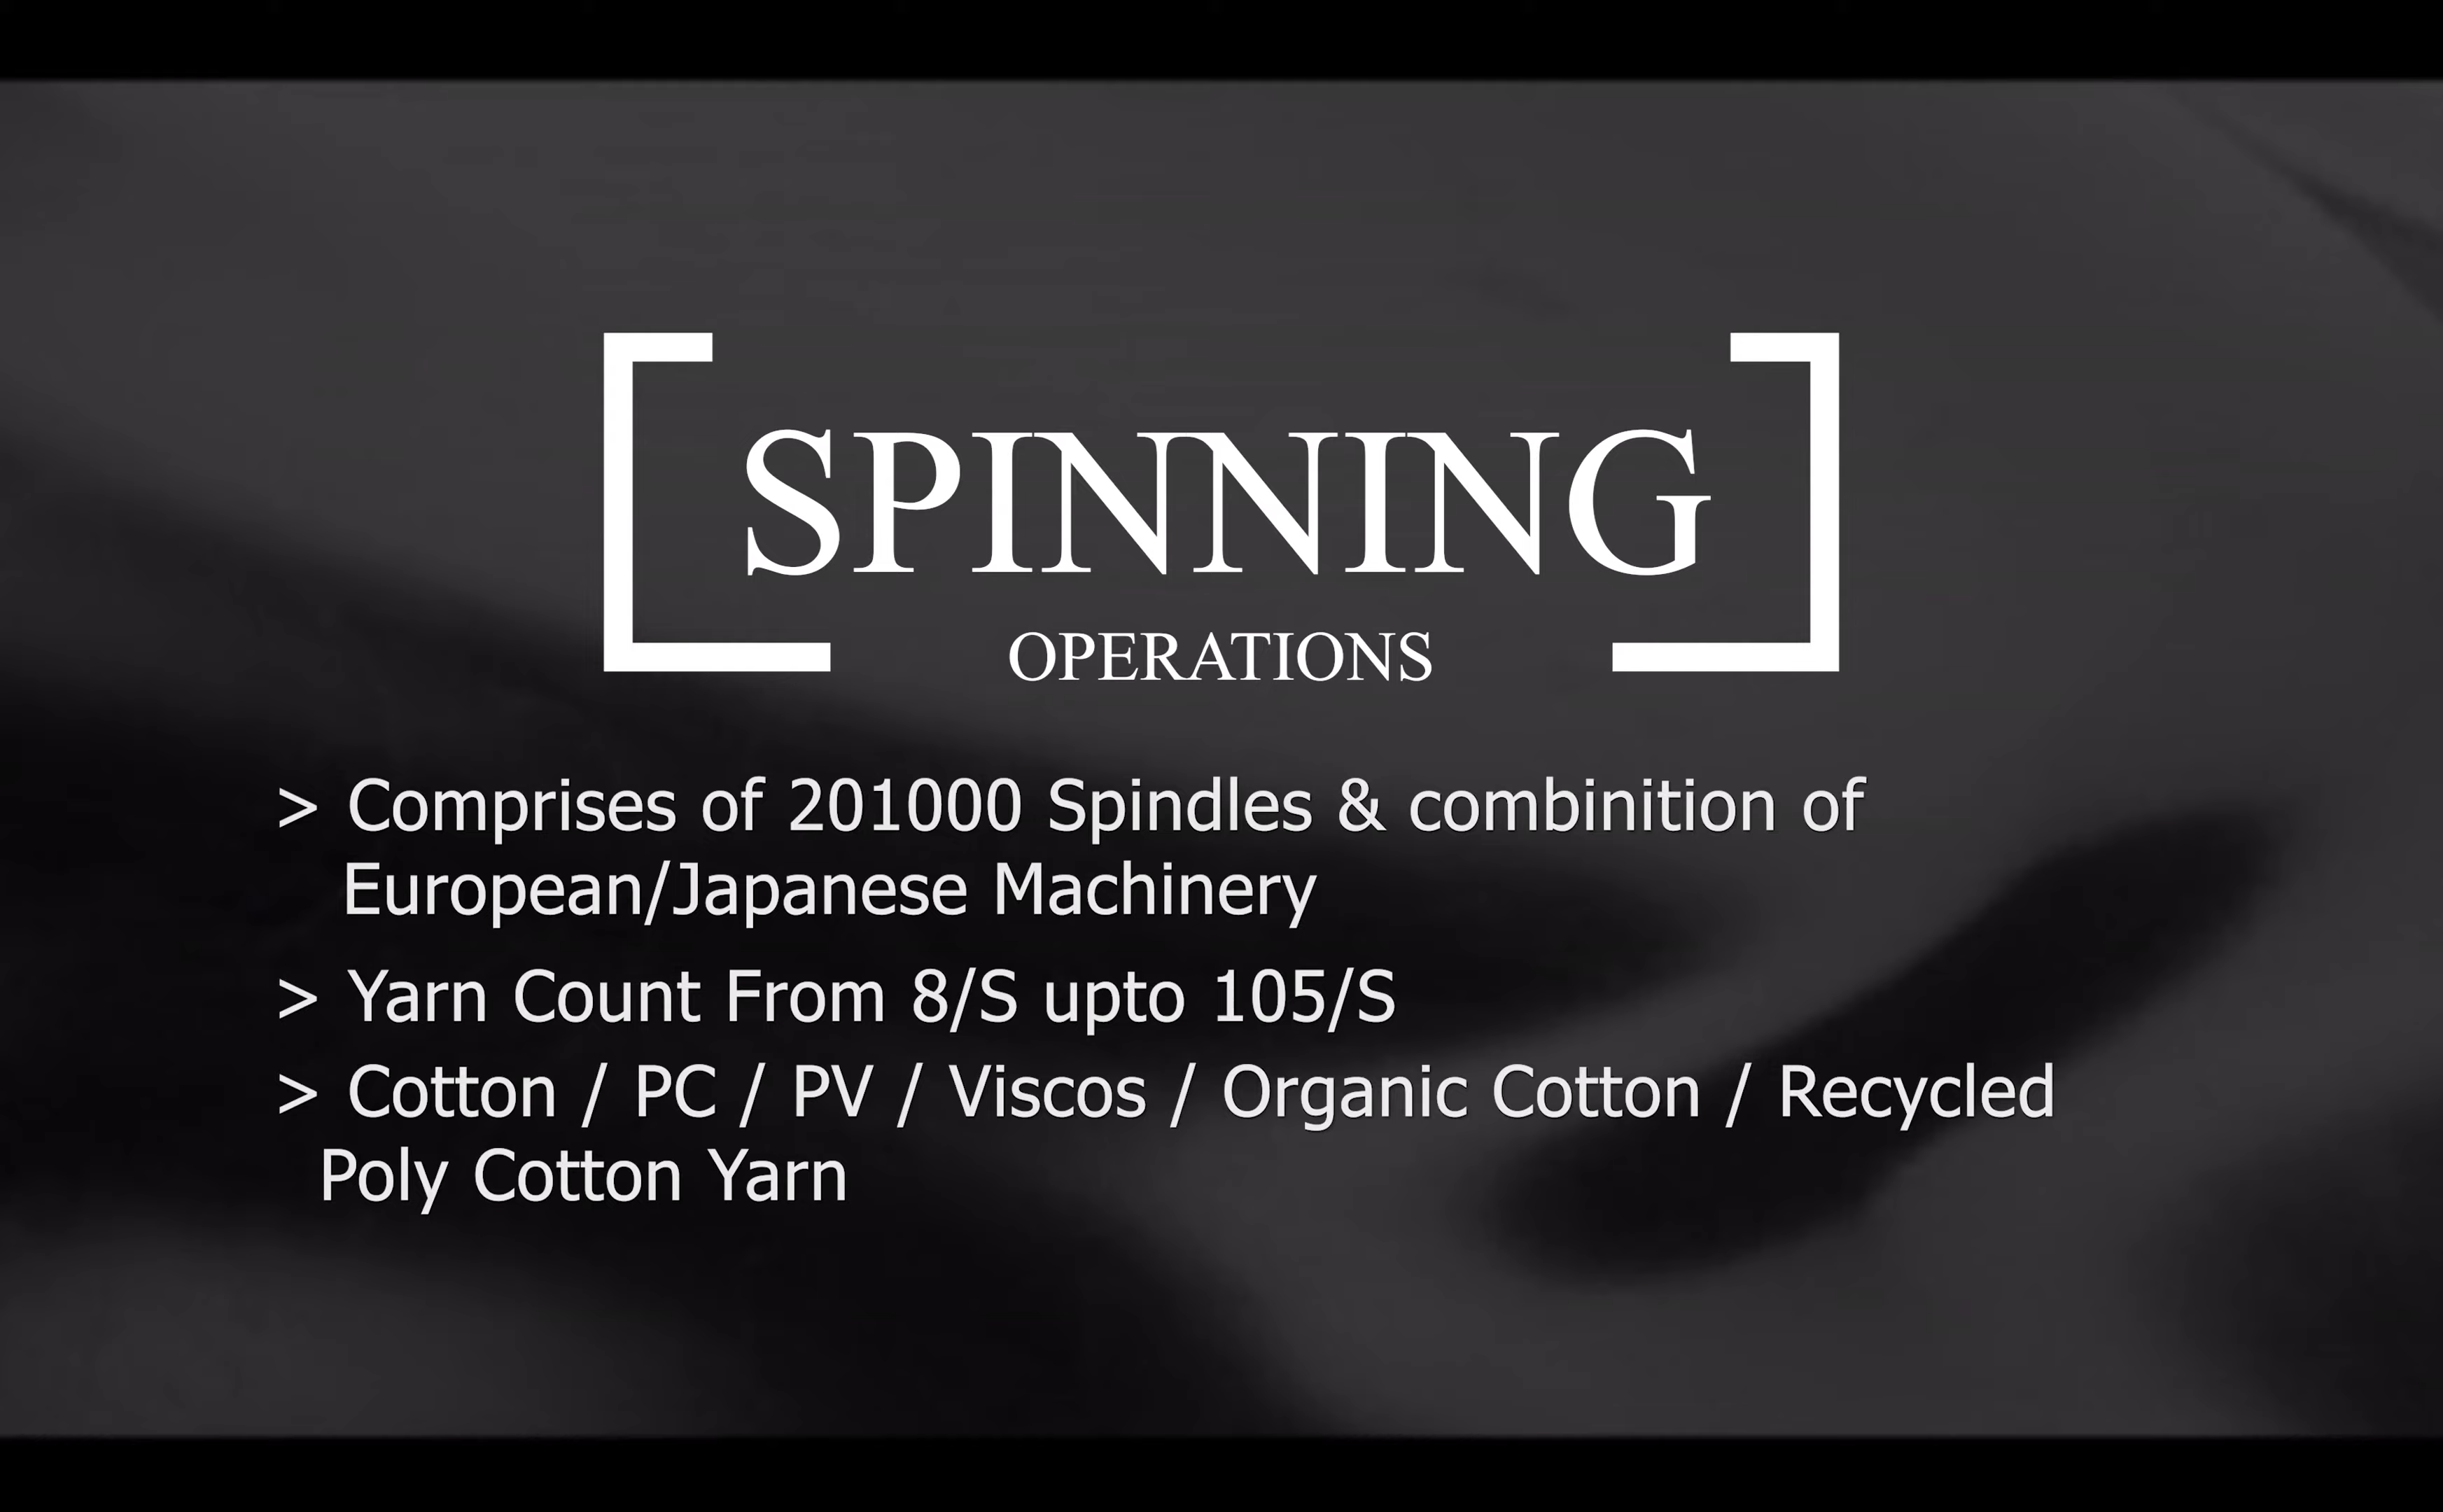 SPINNING
OPERATIONS
> Comprises of 201000 Spindles & combinition of
European/Japanese Machinery
> Yarn Count From 8/S upto 105/S
> Cotton / PC / PV / Viscos / Organic Cotton / Recycled
Poly Cotton Yarn